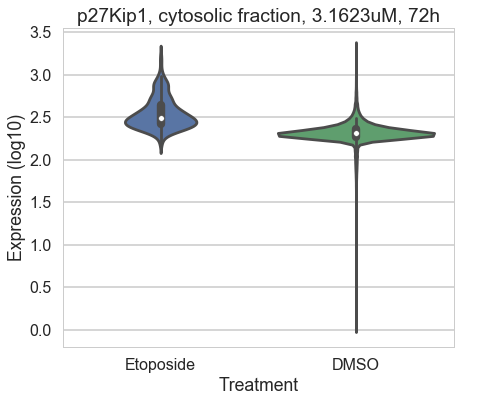 p27Kip1, cytosolic fraction, 3.1623uM, 72h
3.5
3.0
2.5
2.0
1.5
1.0
0.5
0.0
Expression (log10)
Etoposide
DMSO
Treatment